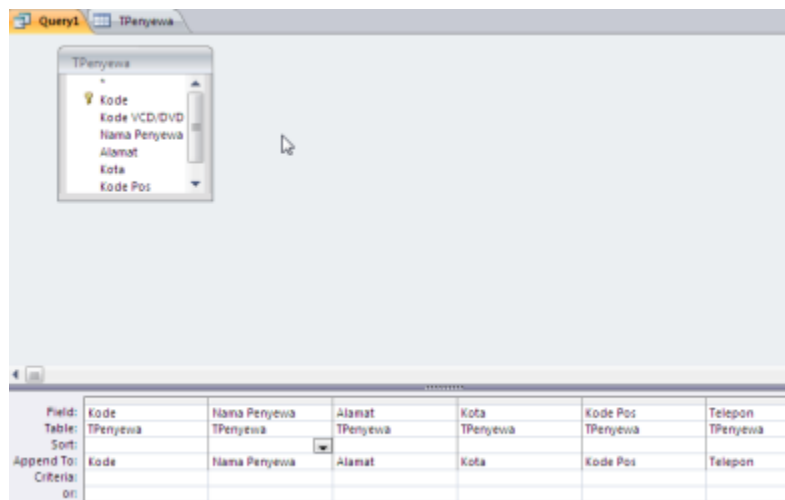 Query1 TPenyewa
TPenyewa
*
Kode
Kode VCD/DVD
Nama Penyewa
Alamat
Kota
Kode Pos
Field: Kode Nama Penyewa Alamat Kota Kode Pos Telepon
Table: TPenyewa TPenyewa TPenyewa TPenyewa TPenyewa TPenyewa
Sort:
Append To: Kode Nama Penyewa Alamat Kota Kode Pos Telepon
Criteria:
or: